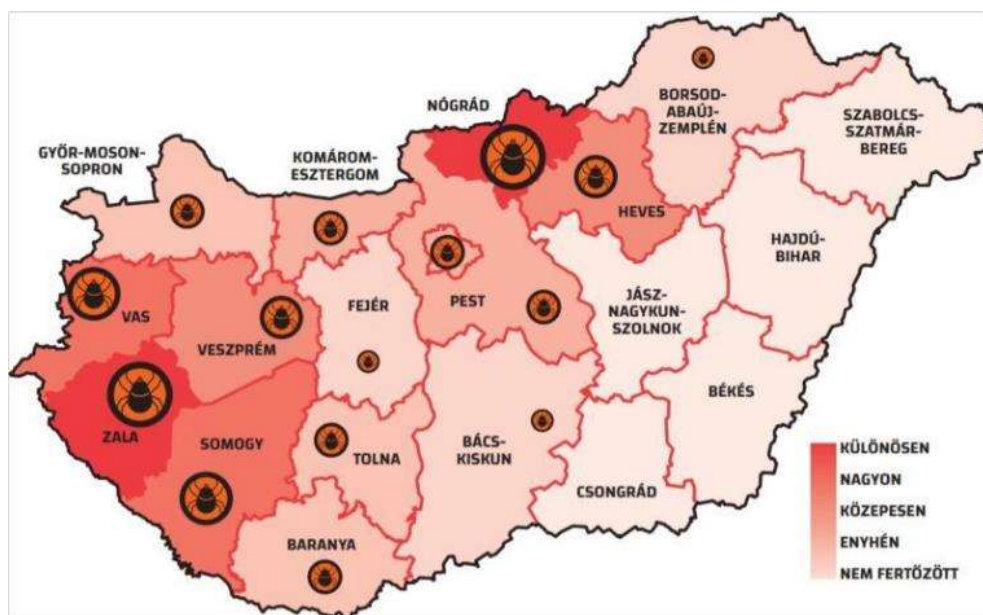 NÓGRÁD
BORSOD-
ABAÚJ-
ZEMPLÉN
SZABOLCS-
SZATMÁR-
BEREG
GYŐR-MOSON-
SOPRON
KOMÁROM-
ESZTERGOM
HEVES
HAJDÚ-
BIHAR
VAS
VESZPRÉM
FEJÉR
PEST
JÁSZ-
NAGYKUN-
SZOLNOK
BÉKÉS
ZALA
SOMOGY
TOLNA
BÁCS-
KISKUN
CSONGRÁD
BARANYA
KÜLÖNÖSEN
NAGYON
KÖZEPESEN
ENYHÉN
NEM FERTŐZÖTT